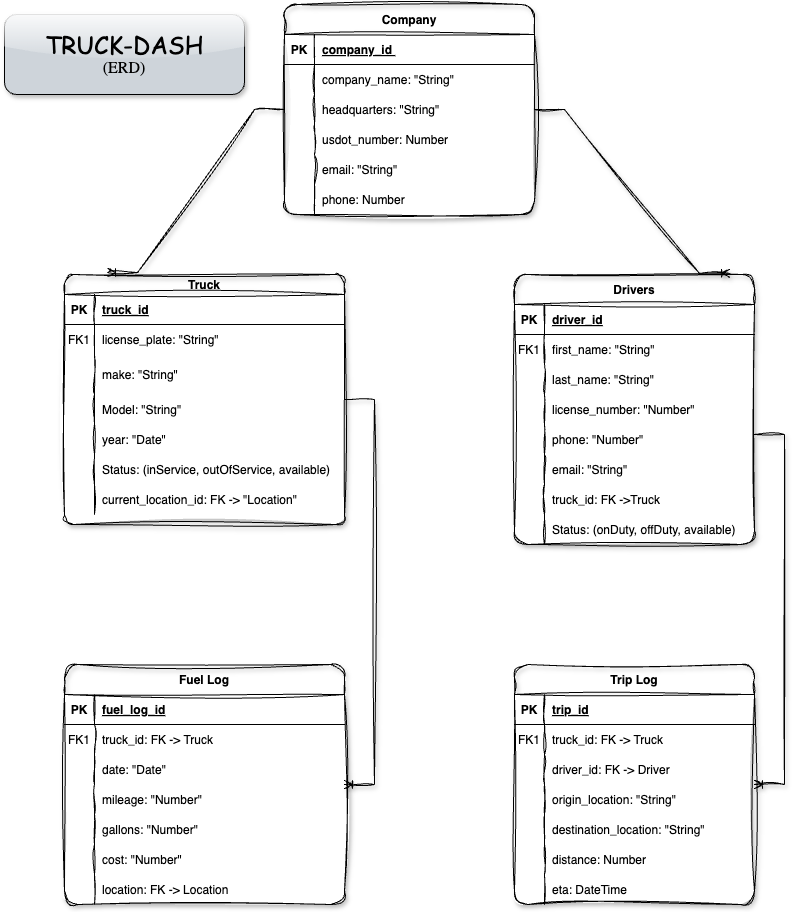 TRUCK-DASH
(ERD)
Company
PK company_id
company_name: "String"
headquarters: "String"
usdot_number: Number
email: "String"
phone: Number
Truck
PK truck_id
FK1 license_plate: "String"
make: "String"
Model: "String"
year: "Date"
Status: (inService, outOfService, available)
current_location_id: FK -> "Location"
Drivers
PK driver_id
FK1 first_name: "String"
last_name: "String"
license_number: "Number"
phone: "Number"
email: "String"
truck_id: FK ->Truck
Status: (onDuty, offDuty, available)
Fuel Log
PK fuel_log_id
FK1 truck_id: FK -> Truck
date: "Date"
mileage: "Number"
gallons: "Number"
cost: "Number"
location: FK -> Location
Trip Log
PK trip_id
FK1 truck_id: FK -> Truck
driver_id: FK -> Driver
origin_location: "String"
destination_location: "String"
distance: Number
eta: DateTime